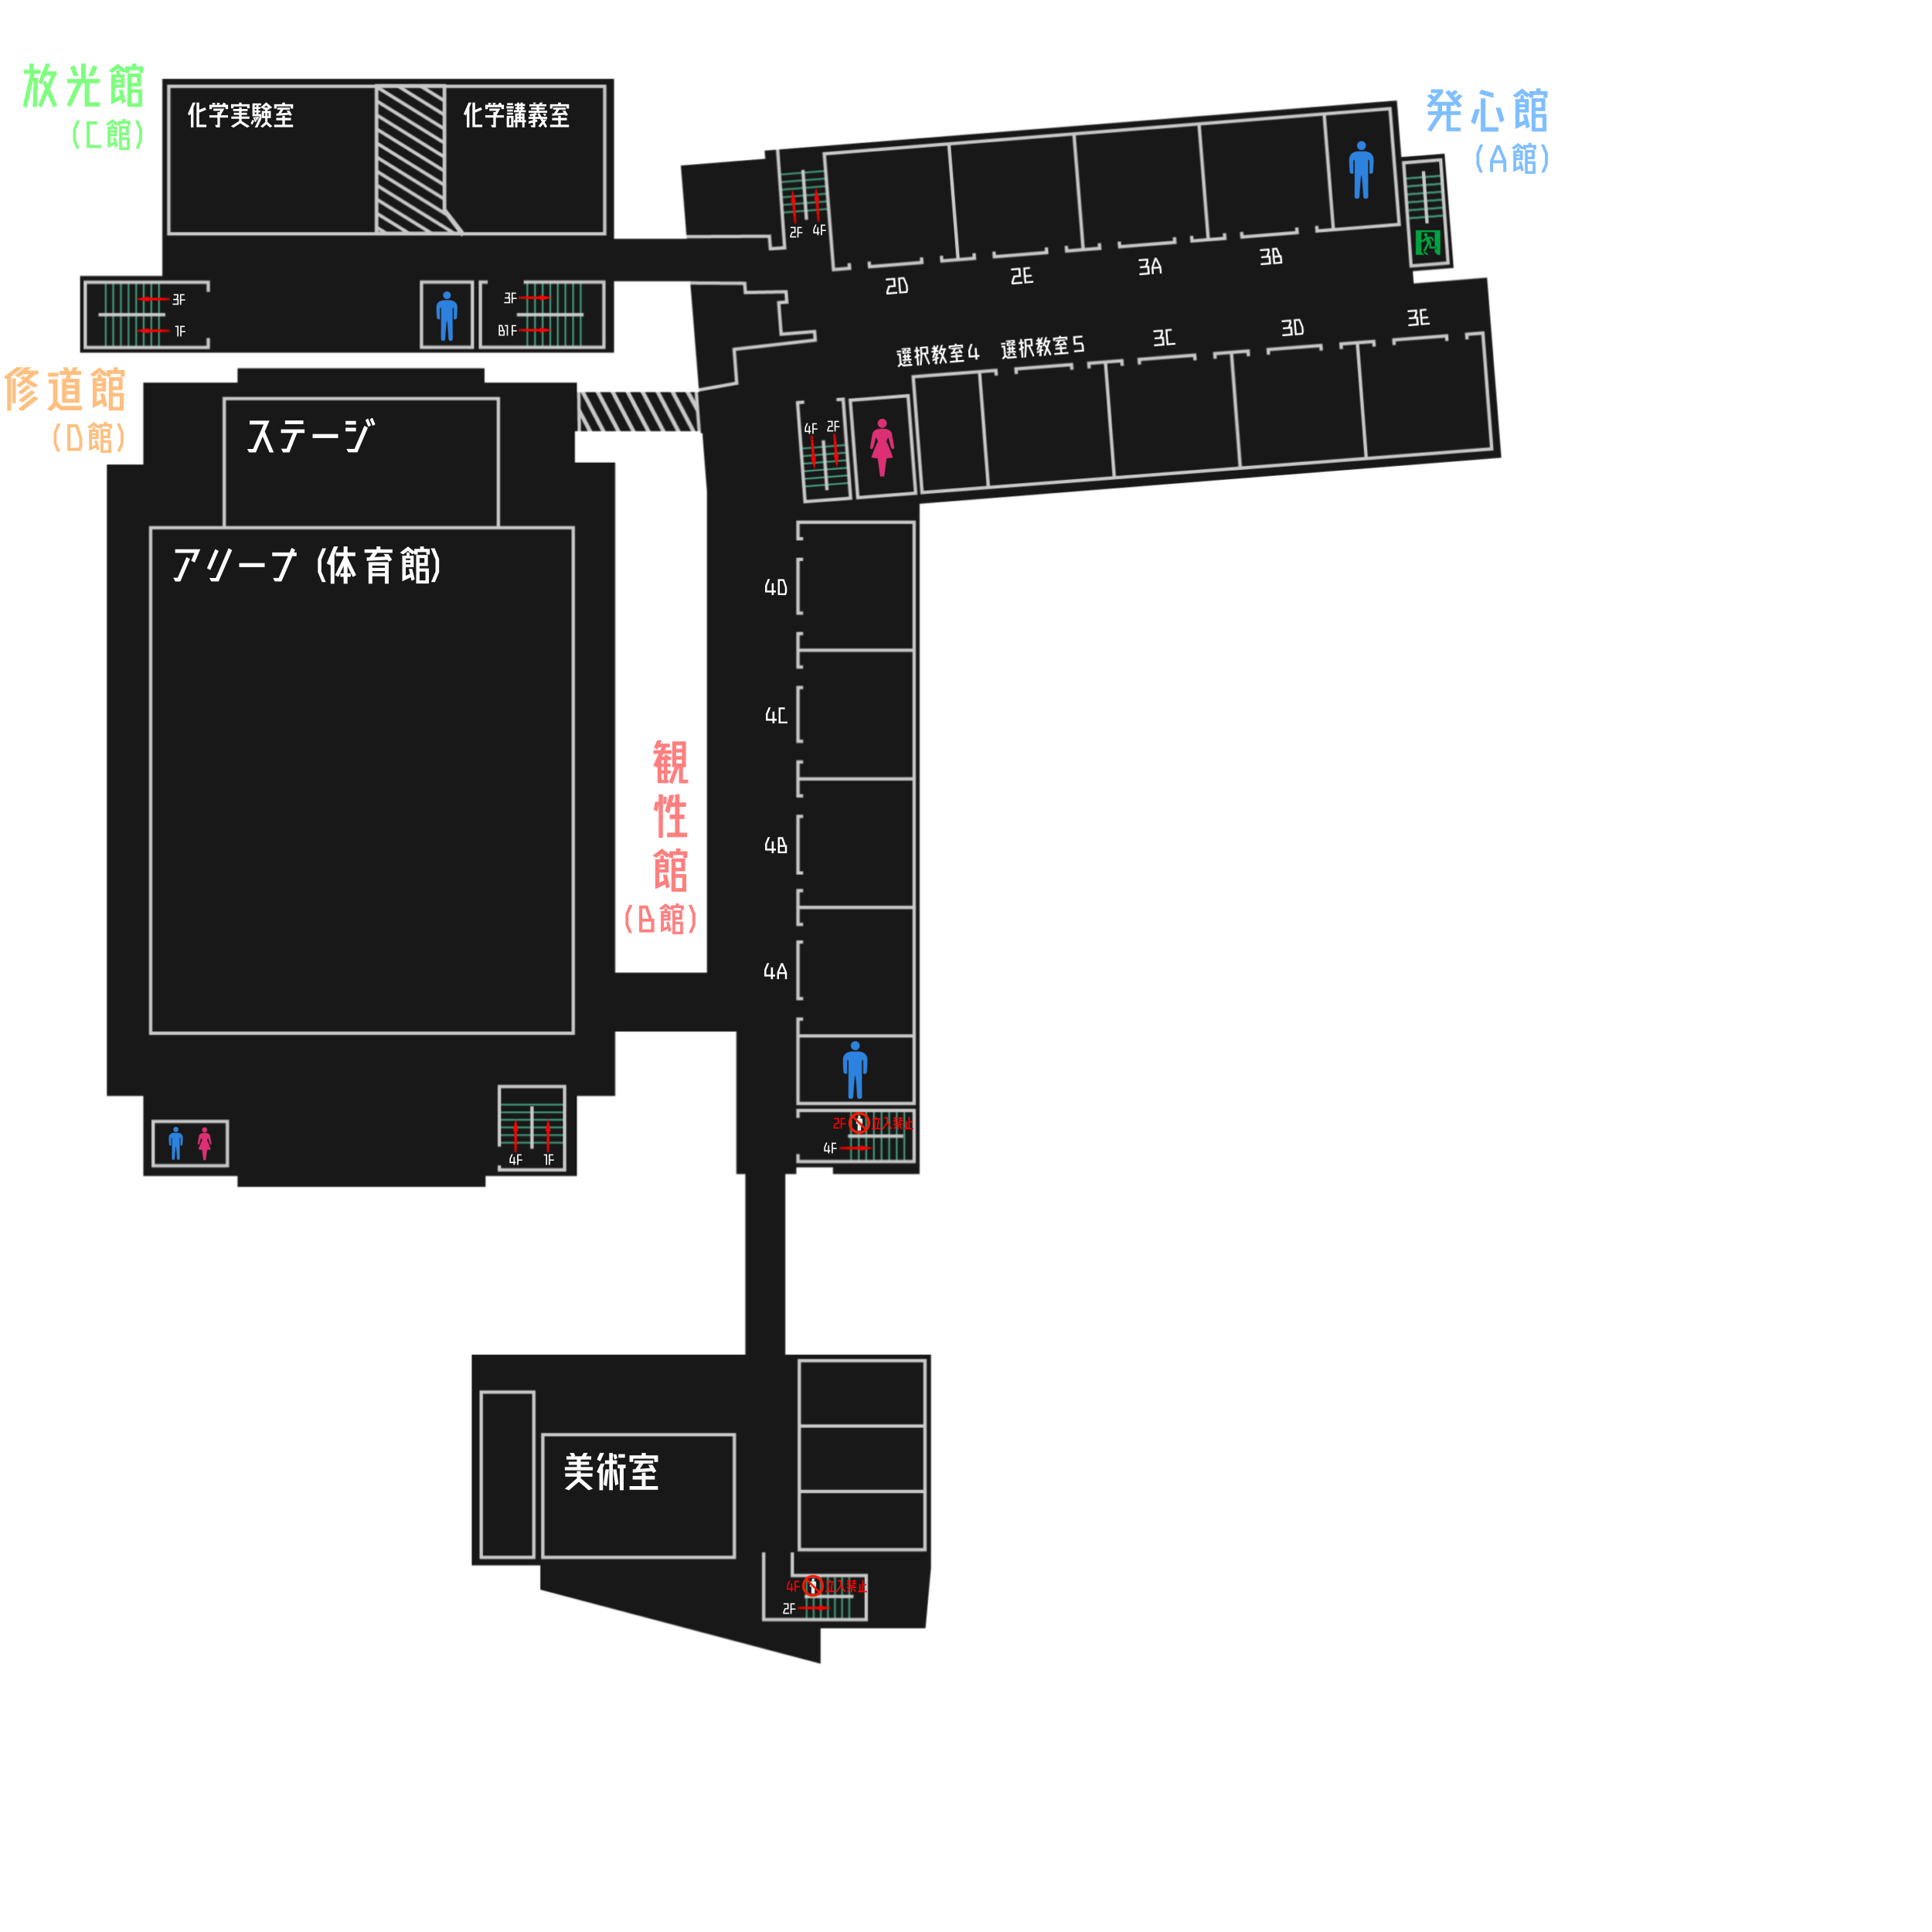 放光館
(C館)
化学実験室
化学講義室
発心館
(A館)
2F
4F
3F
1F
3F
B1F
2D
2E
3A
3B
選択教室4
選択教室5
3C
3D
3E
修道館
(D館)
ステージ
4F
2F
アリーナ (体育館)
4D
4C
観性館
(B館)
4B
4A
2F 立入禁止
4F
4F
1F
美術室
4F 立入禁止
2F